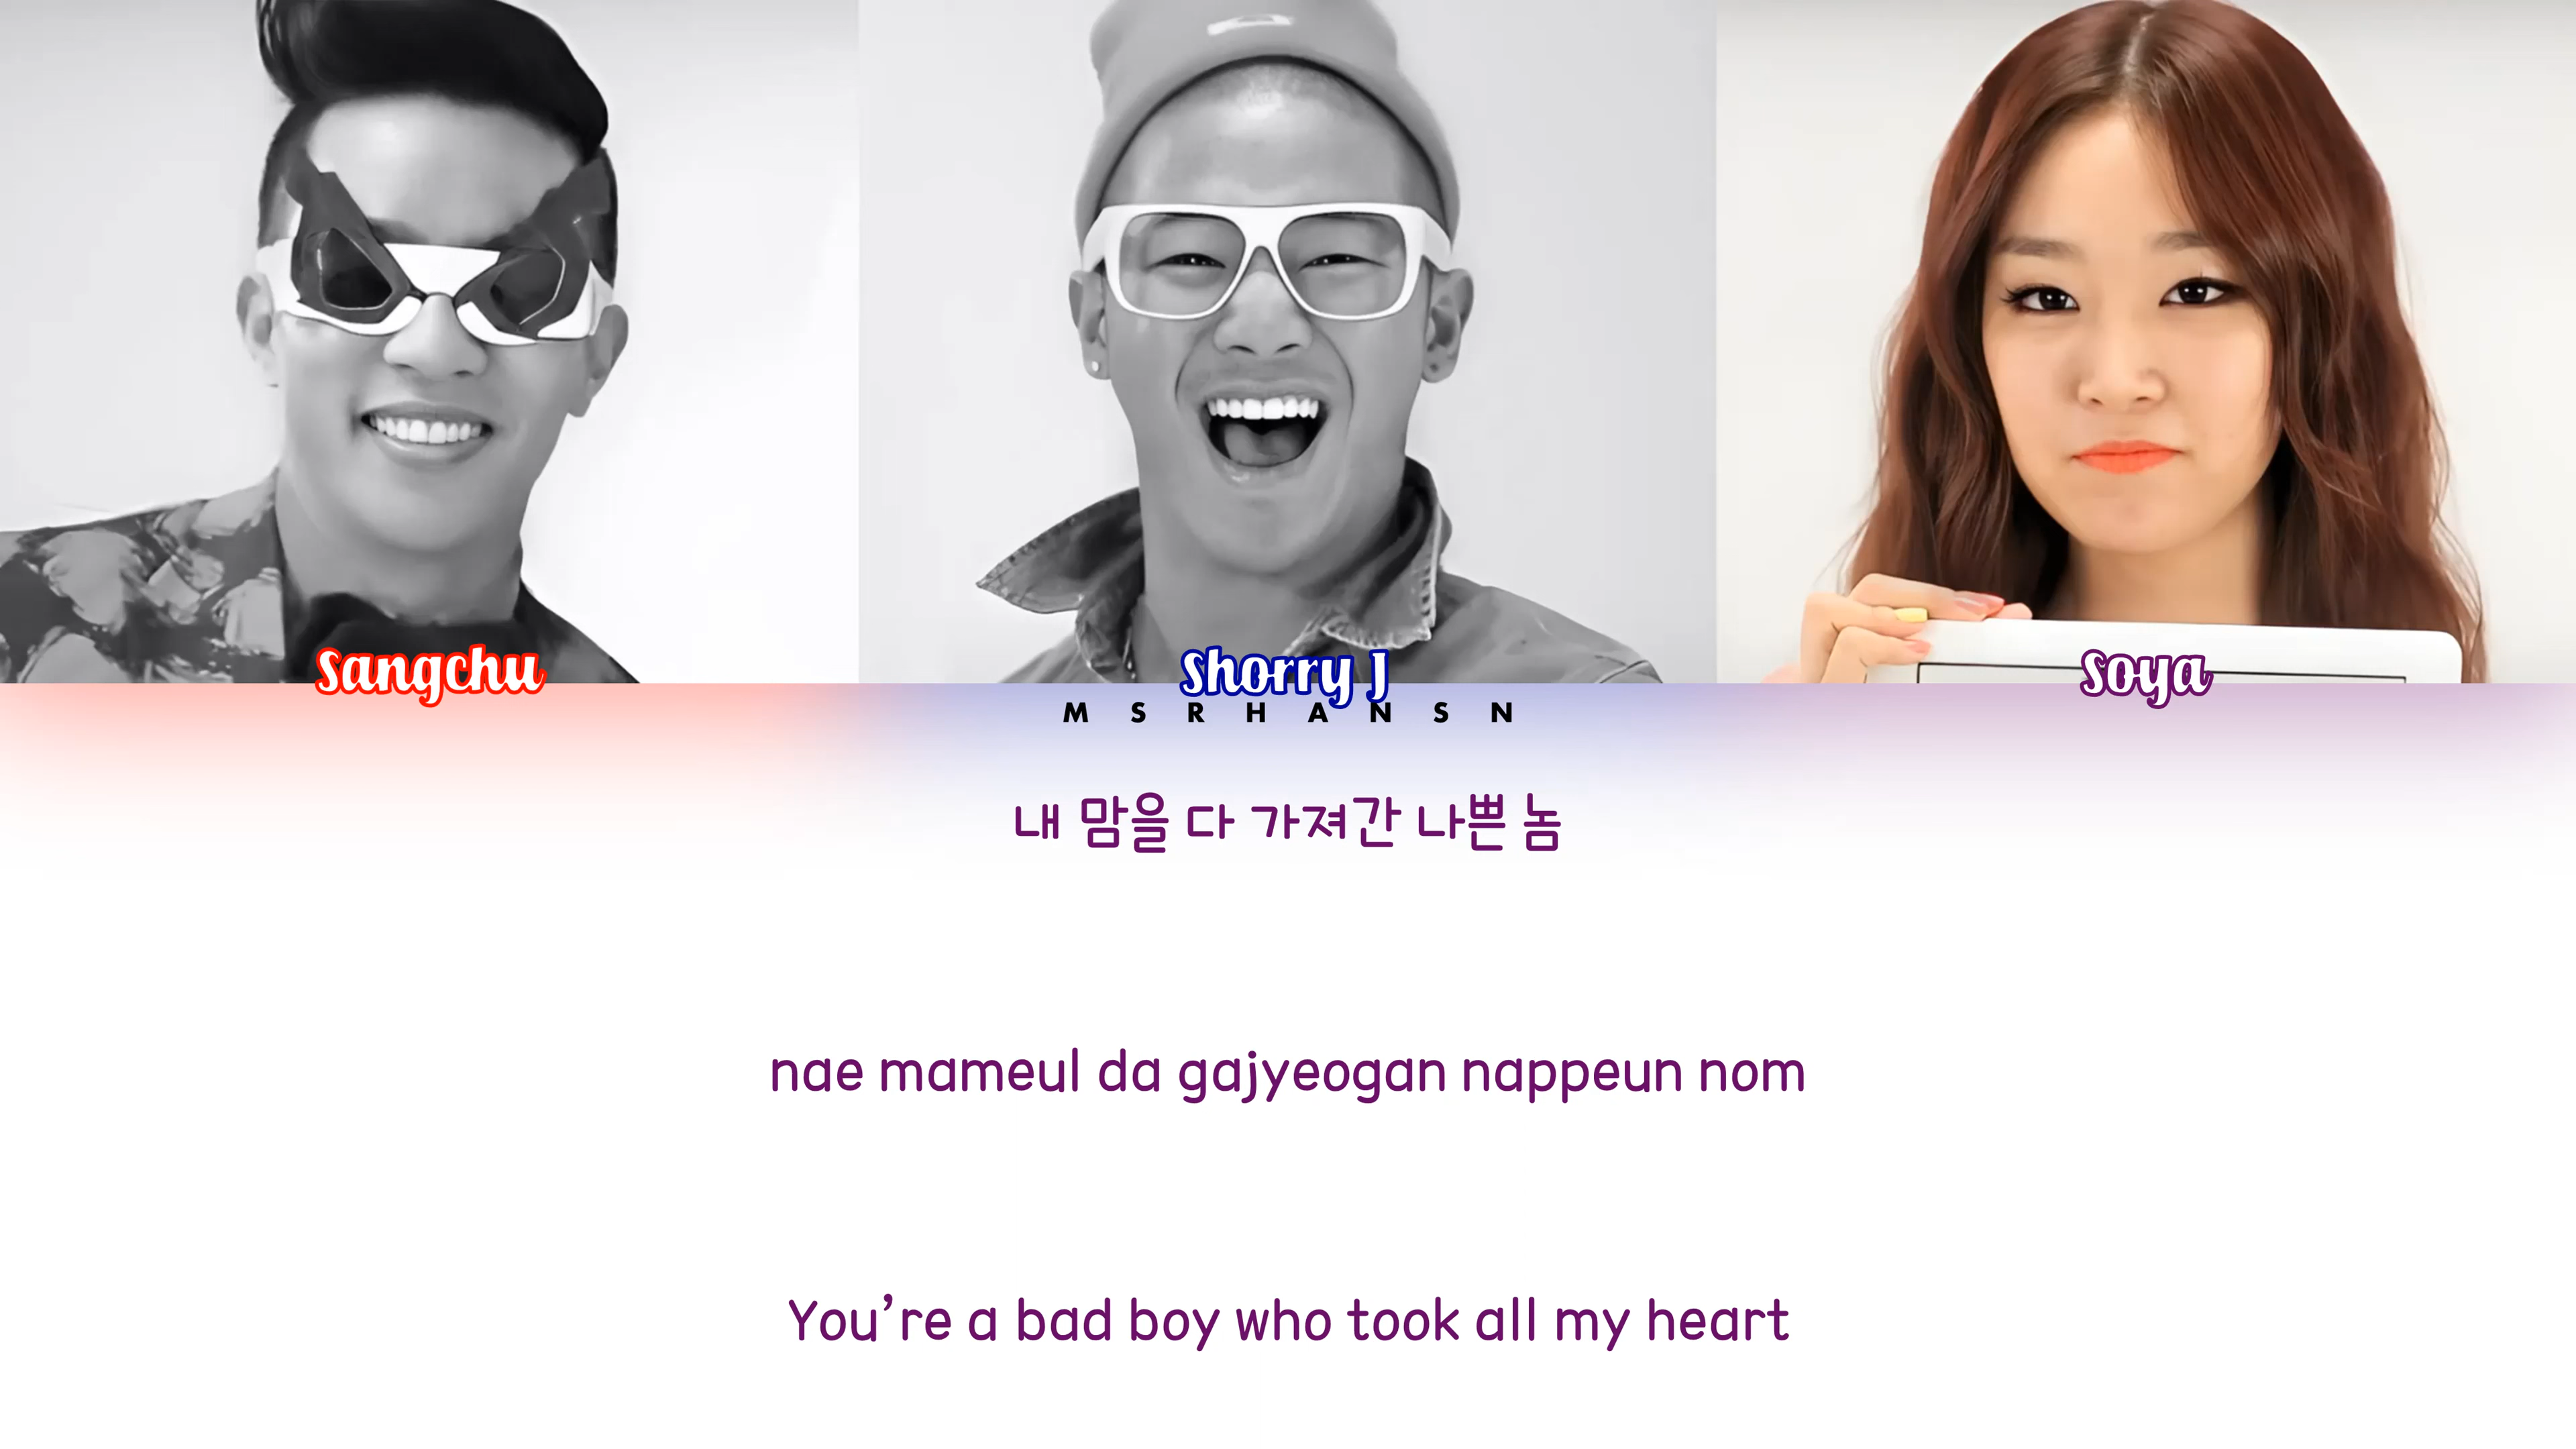 Sangchu
Shorry J
Soya
MSRHANSN
내 맘을 다 가져간 나쁜 놈
nae mameul da gajyeogan nappeun nom
You're a bad boy who took all my heart